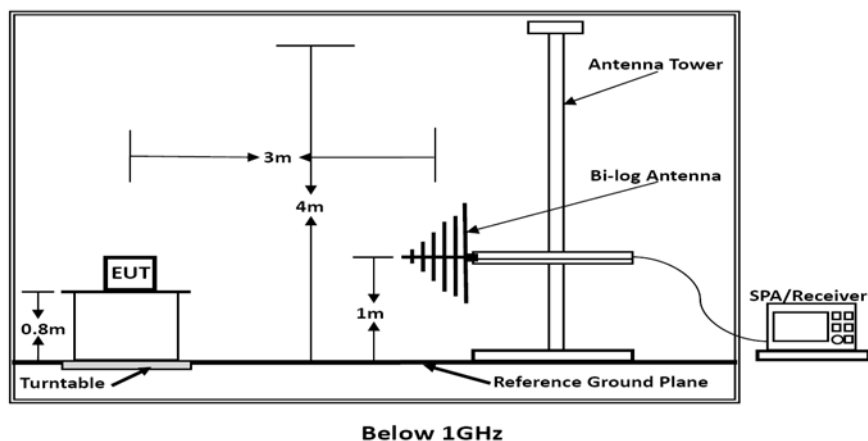 Antenna Tower
3m
Bi-log Antenna
4m
EUT
SPA/Receiver
0.8m
1m
Turntable
Reference Ground Plane
Below 1GHz